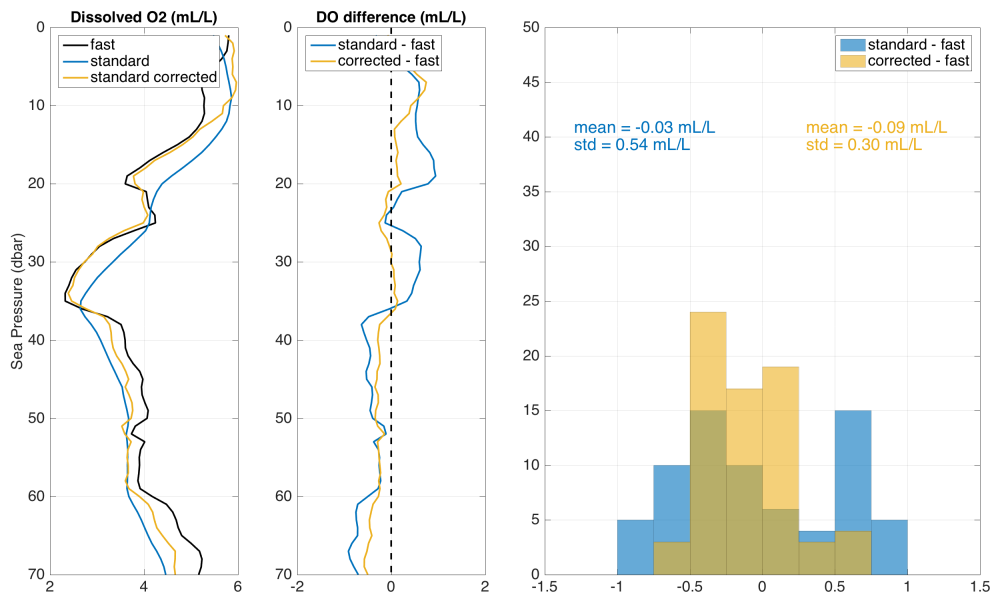 Dissolved O2 (mL/L)
fast
standard
standard corrected
Sea Pressure (dbar)
0
10
20
30
40
50
60
70
2
4
6
DO difference (mL/L)
standard - fast
corrected - fast
0
10
20
30
40
50
60
70
-2
0
2
standard - fast
corrected - fast
mean = -0.03 mL/L
std = 0.54 mL/L
mean = -0.09 mL/L
std = 0.30 mL/L
50
45
40
35
30
25
20
15
10
5
0
-1.5
-1
-0.5
0
0.5
1
1.5